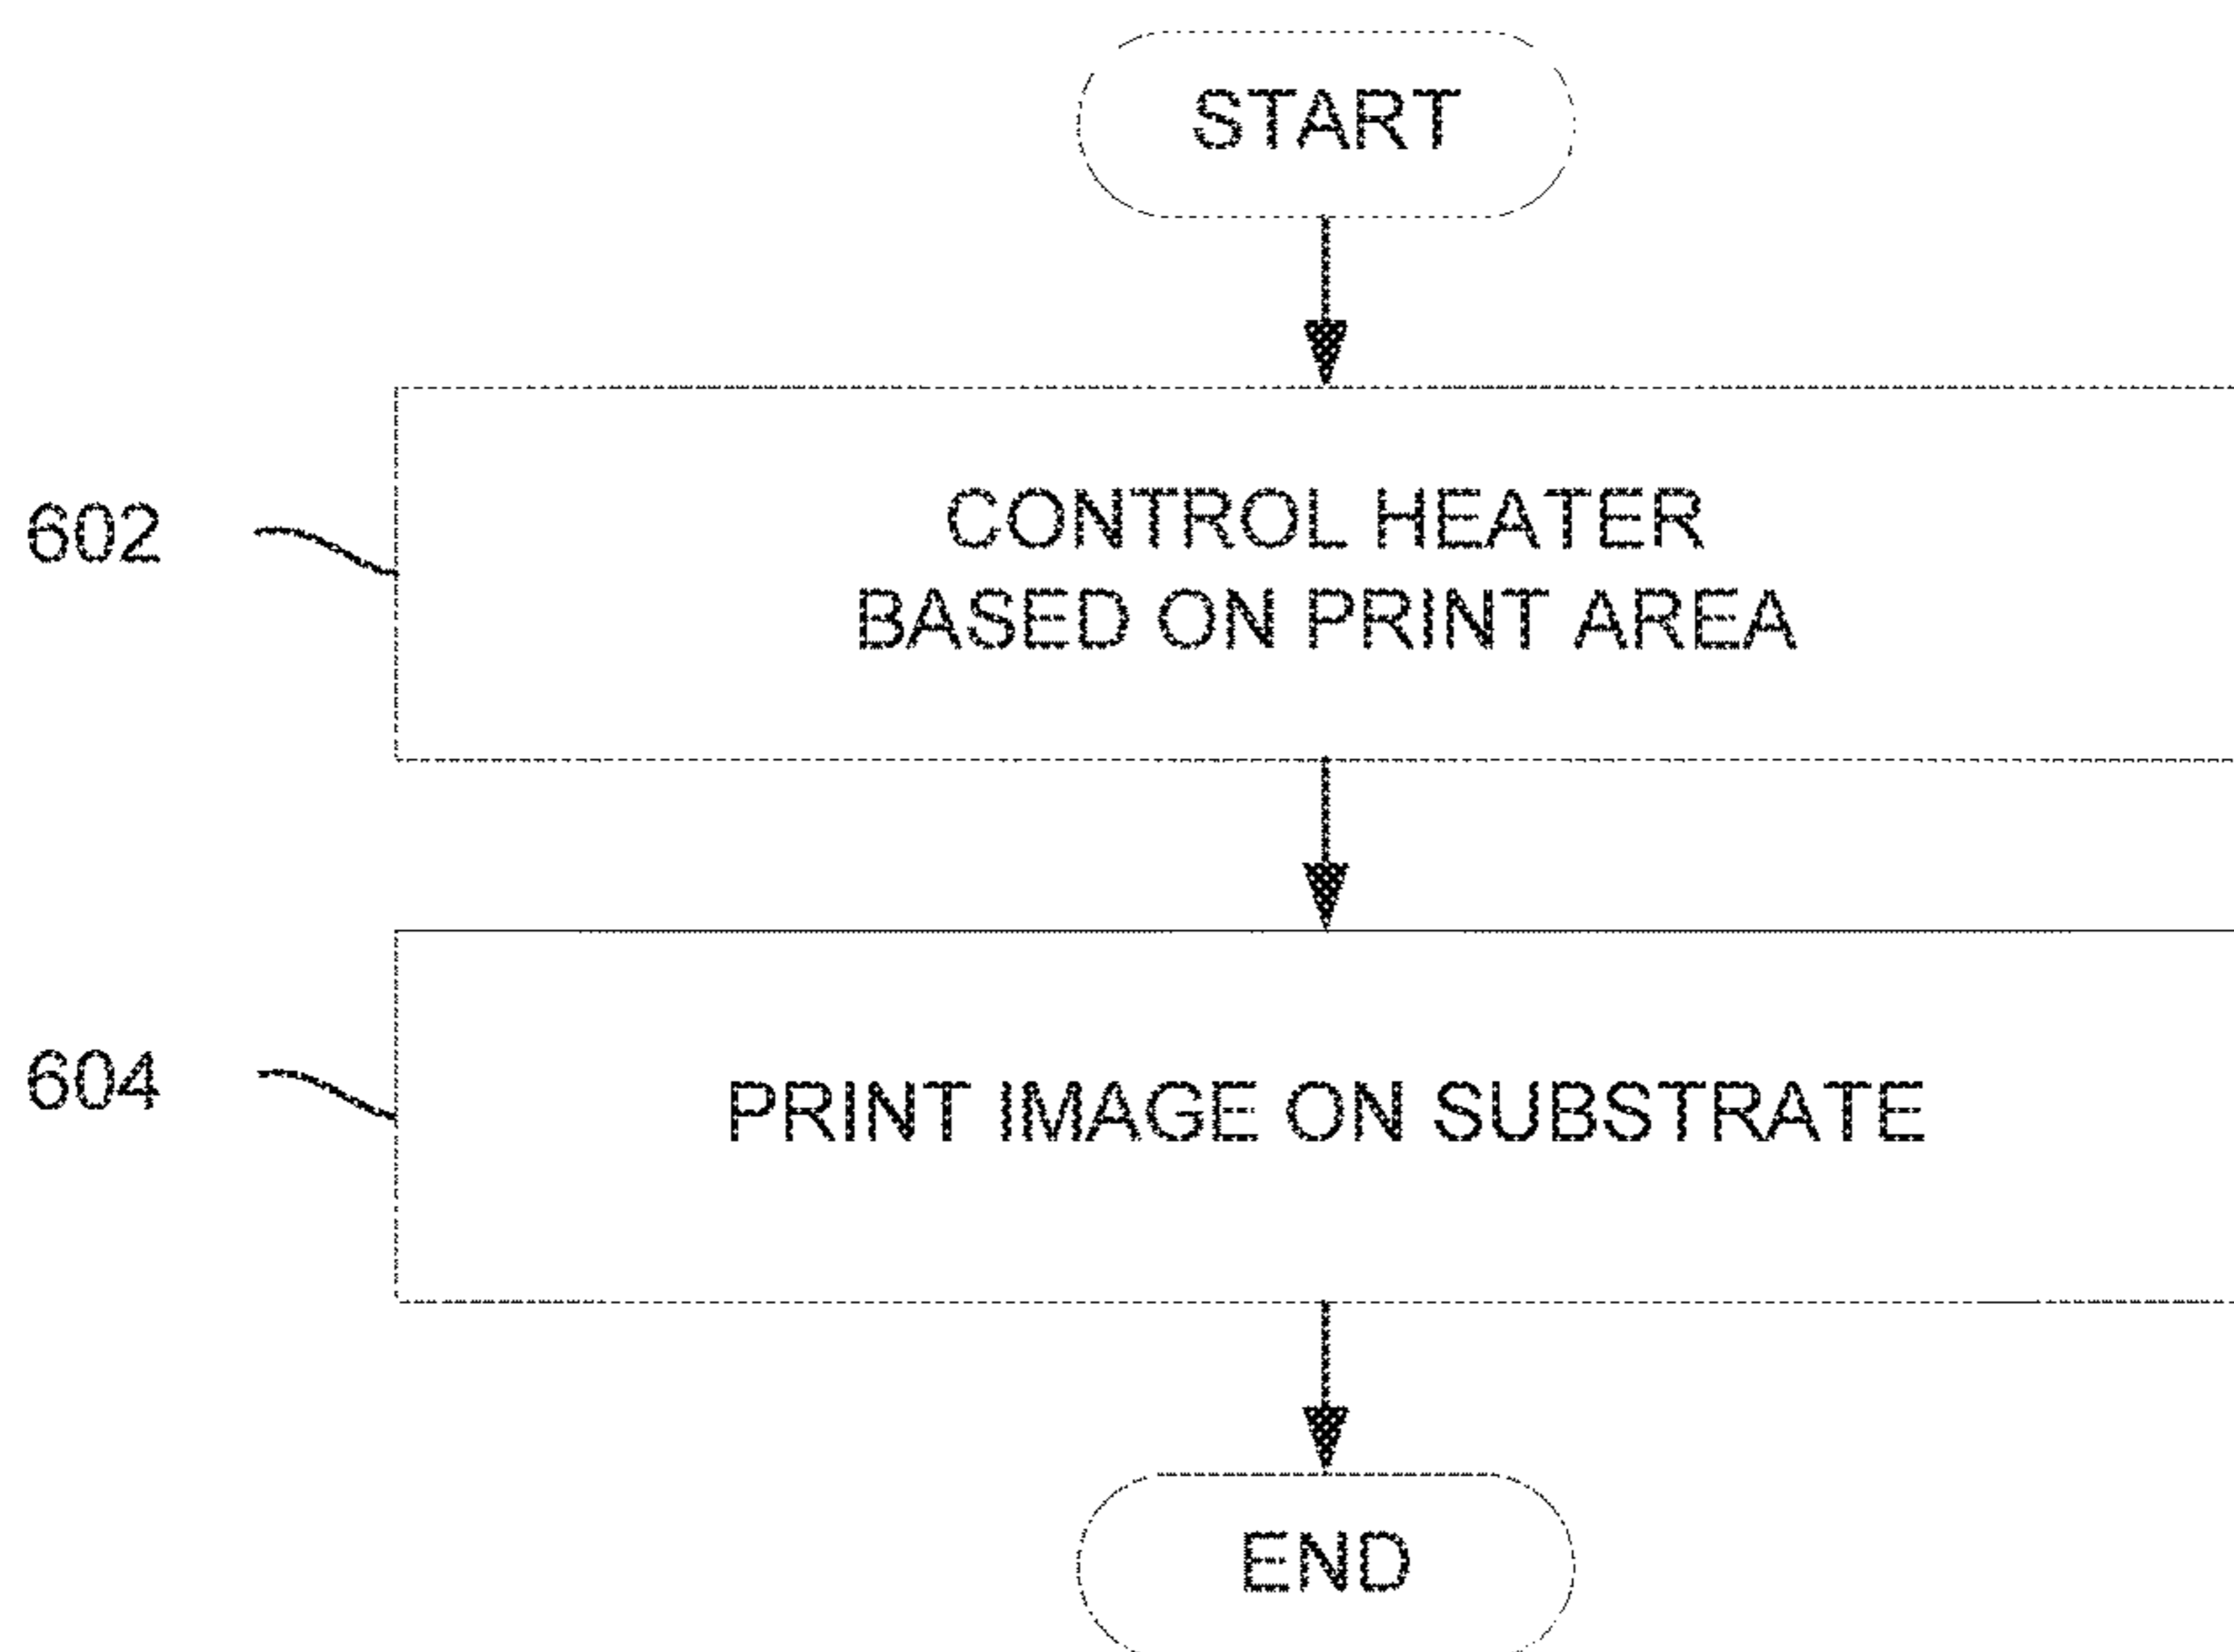 START
602
CONTROL HEATER
BASED ON PRINT AREA
604
PRINT IMAGE ON SUBSTRATE
END